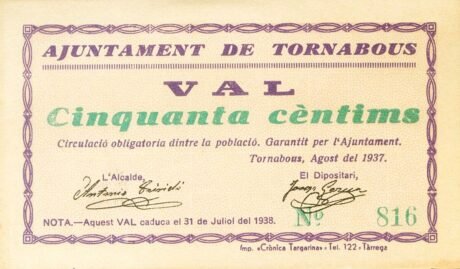 AJUNTAMENT DE TORNABOUS
VAL
Cinquanta cèntims
Circulació obligatoria dintre la població. Garantit per l'Ajuntament.
Tornabous, Agost del 1937.
L'Alcalde, El Dipositari,
Antonio
NOTA.—Aquest VAL caduca el 31 de Juliol del 1938. Nº 816
Imp. «Crònica Targarina» - Tel. 122 - Tàrrega